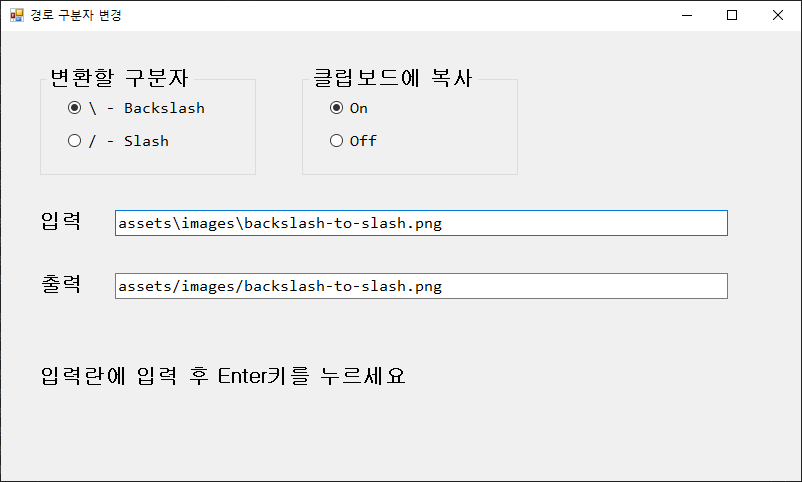 경로 구분자 변경
변환할 구분자
\ - Backslash
/ - Slash
클립보드에 복사
On
Off
입력
assets\images\backslash-to-slash.png
출력
assets/images/backslash-to-slash.png
입력란에 입력 후 Enter키를 누르세요